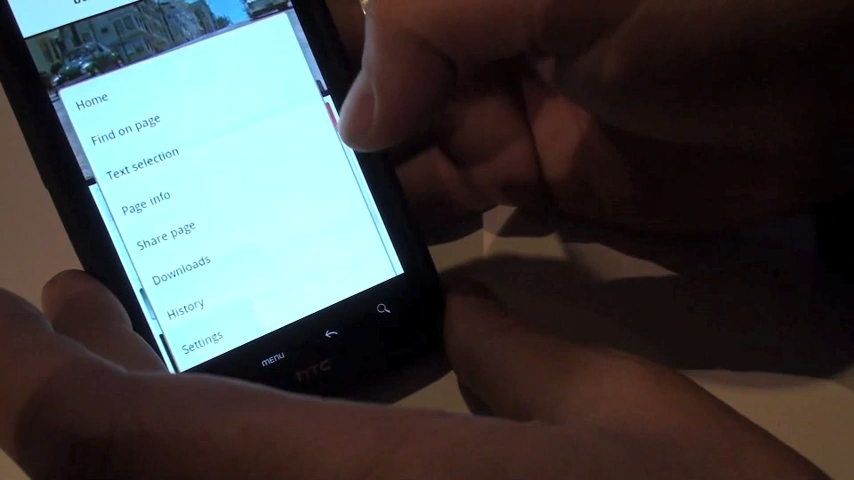 Home
Find on page
Text selection
Page info
Share page
Downloads
History
Settings
MENU
hTC